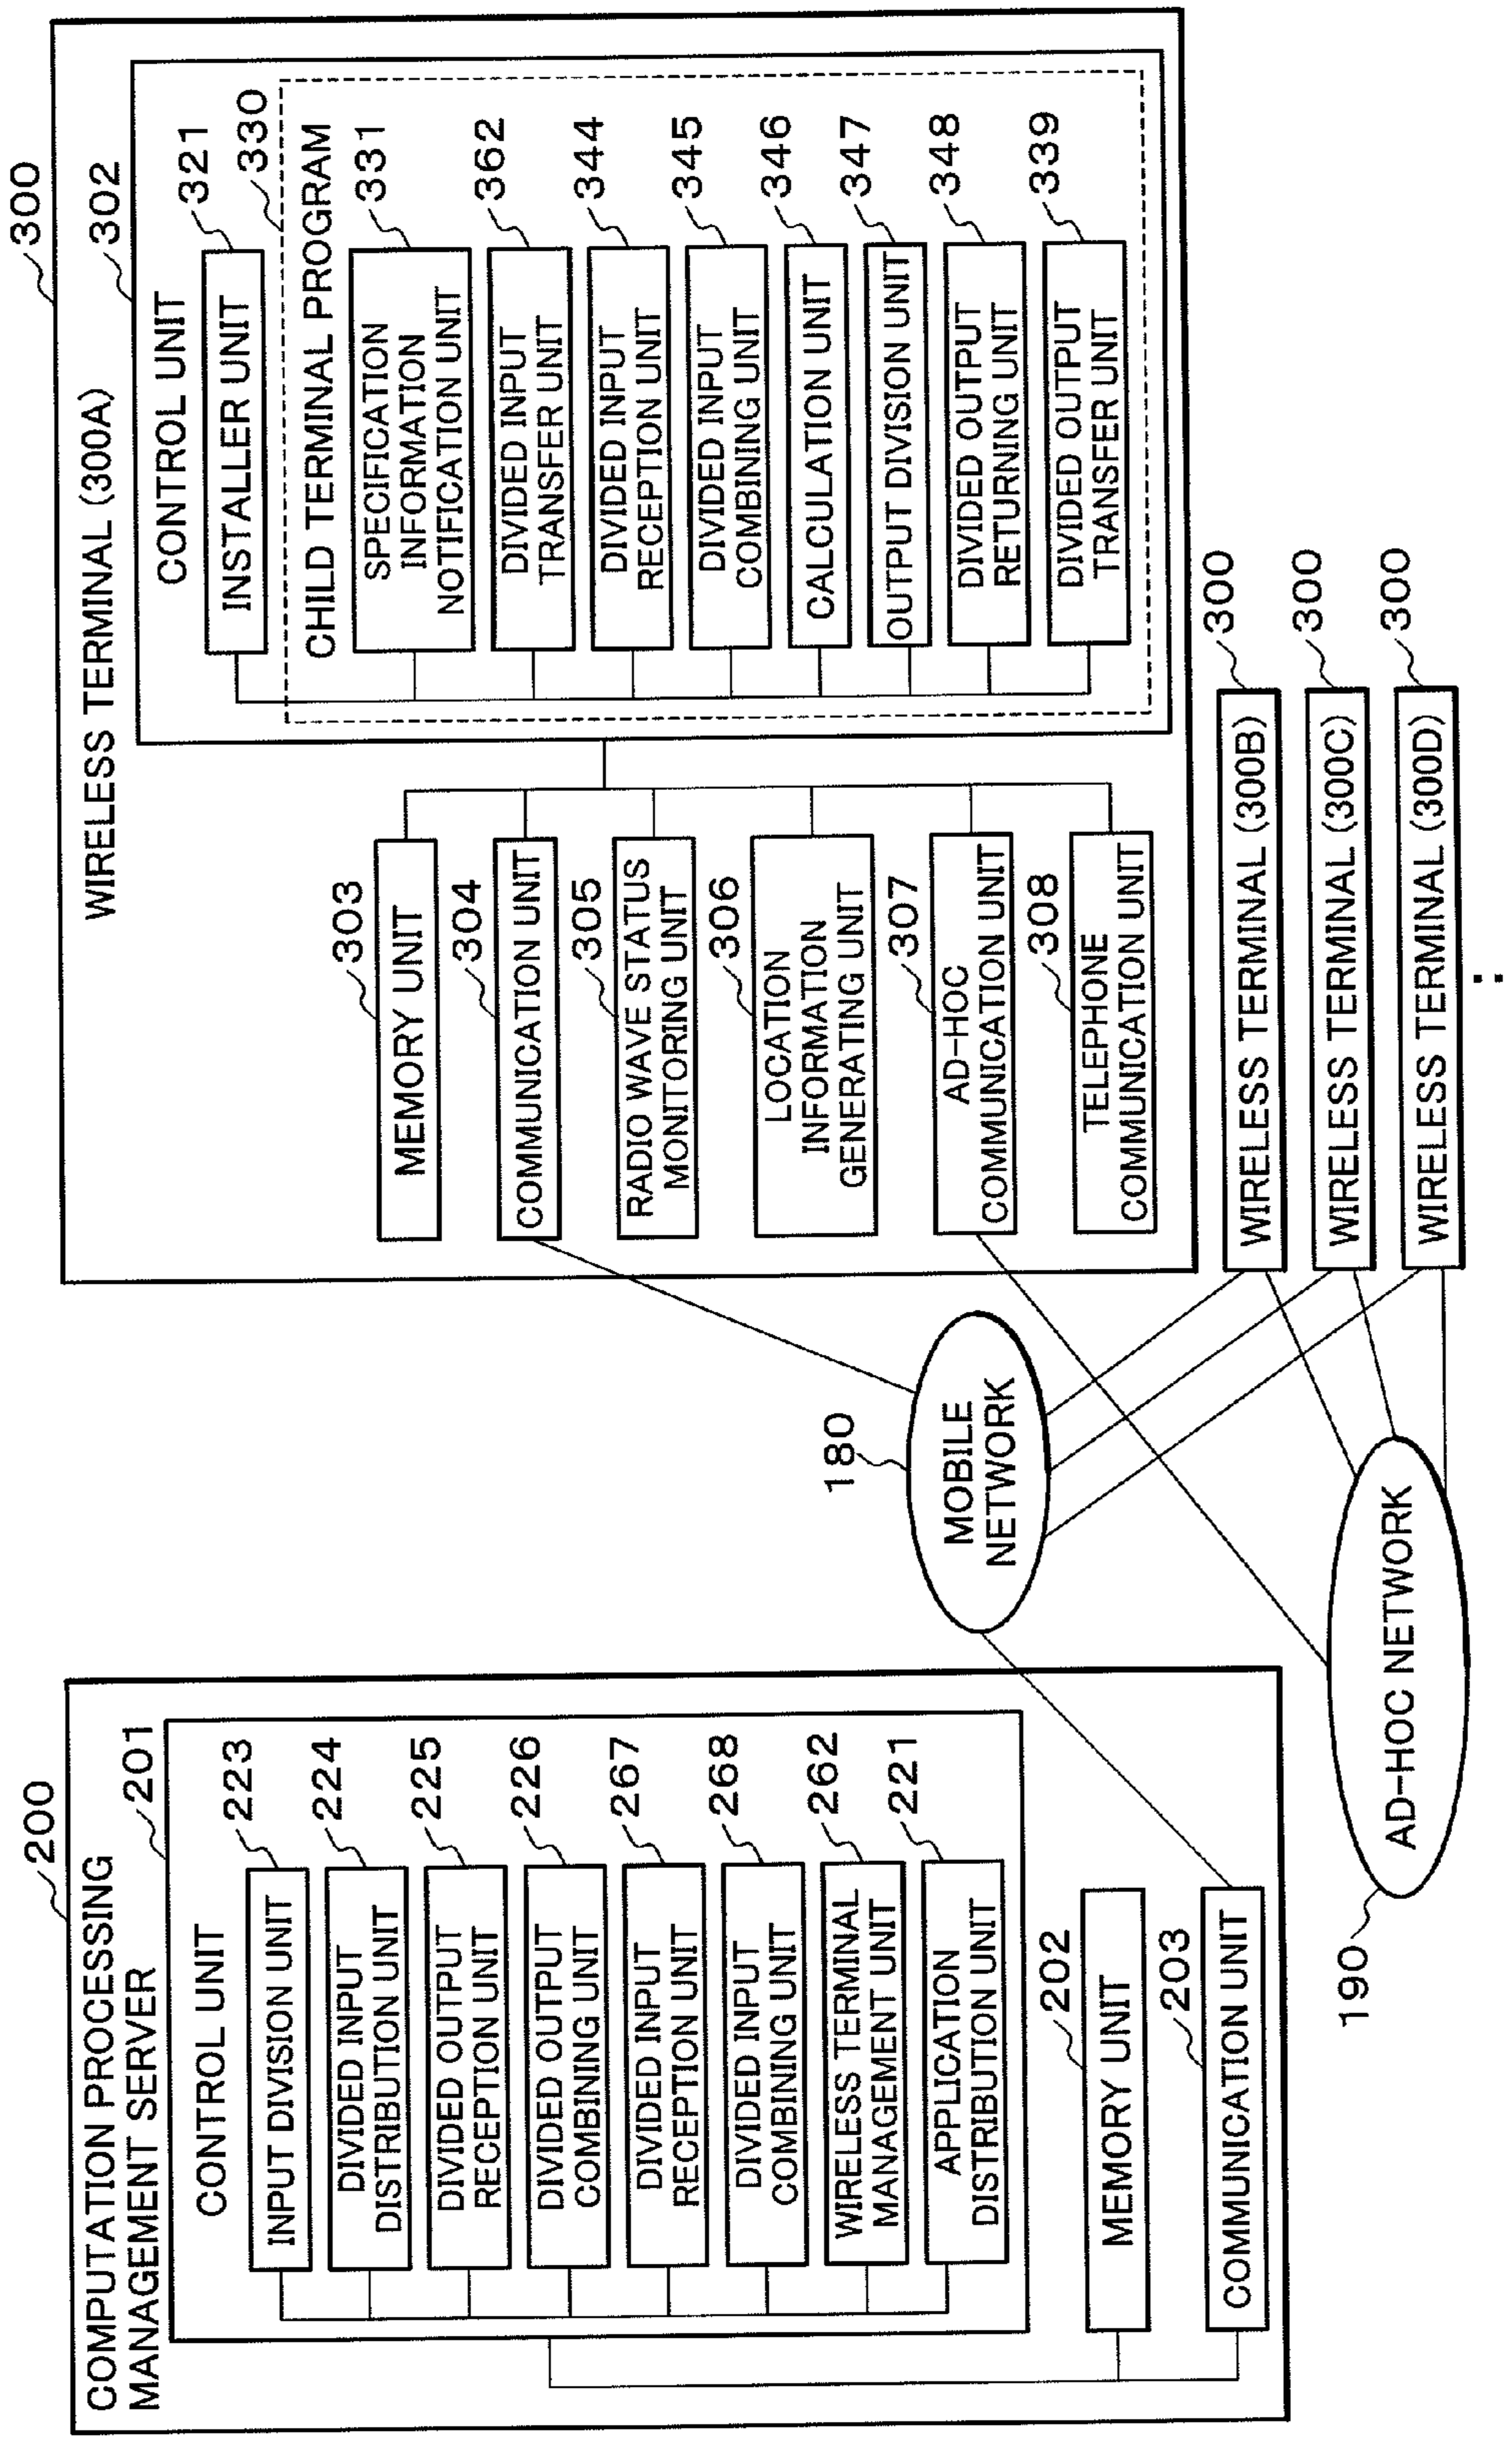 200
COMPUTATION PROCESSING
MANAGEMENT SERVER
201
CONTROL UNIT
223
INPUT DIVISION UNIT
224
DIVIDED INPUT
DISTRIBUTION UNIT
225
DIVIDED OUTPUT
RECEPTION UNIT
226
DIVIDED OUTPUT
COMBINING UNIT
267
DIVIDED INPUT
RECEPTION UNIT
268
DIVIDED INPUT
COMBINING UNIT
262
WIRELESS TERMINAL
MANAGEMENT UNIT
221
APPLICATION
DISTRIBUTION UNIT
202
MEMORY UNIT
203
COMMUNICATION UNIT
180
MOBILE
NETWORK
190
AD-HOC NETWORK
300
WIRELESS TERMINAL (300A)
302
CONTROL UNIT
321
INSTALLER UNIT
330
CHILD TERMINAL PROGRAM
331
SPECIFICATION
INFORMATION
NOTIFICATION UNIT
362
DIVIDED INPUT
TRANSFER UNIT
344
DIVIDED INPUT
RECEPTION UNIT
345
DIVIDED INPUT
COMBINING UNIT
346
CALCULATION UNIT
347
OUTPUT DIVISION UNIT
348
DIVIDED OUTPUT
RETURNING UNIT
339
DIVIDED OUTPUT
TRANSFER UNIT
303
MEMORY UNIT
304
COMMUNICATION UNIT
305
RADIO WAVE STATUS
MONITORING UNIT
306
LOCATION
INFORMATION
GENERATING UNIT
307
AD-HOC
COMMUNICATION UNIT
308
TELEPHONE
COMMUNICATION UNIT
300
WIRELESS TERMINAL (300B)
300
WIRELESS TERMINAL (300C)
300
WIRELESS TERMINAL (300D)